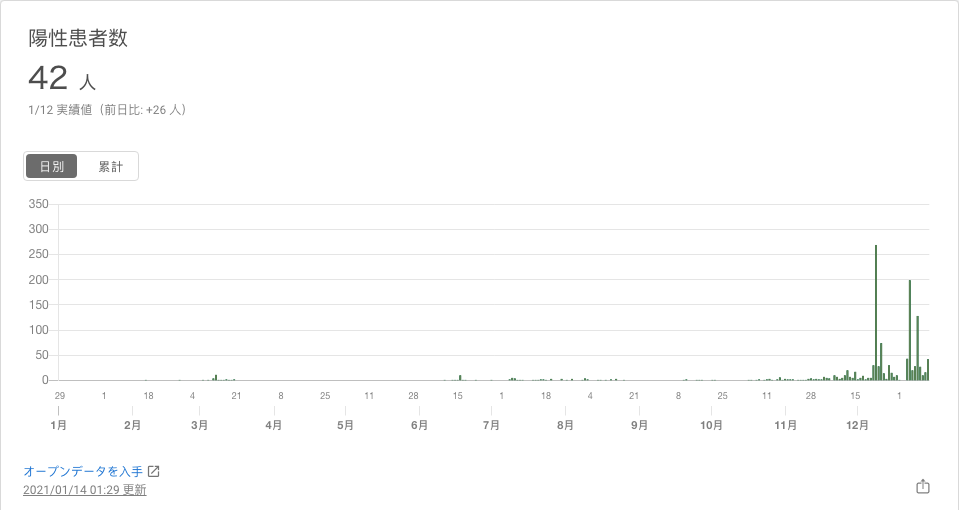 陽性患者数
42 人
1/12 実績値（前日比: +26 人）
日別 累計
350
300
250
200
150
100
50
0
29 1 18 4 21 8 25 11 28 15 1 18 4 21 8 25 11 28 15 1
1月 2月 3月 4月 5月 6月 7月 8月 9月 10月 11月 12月
オープンデータを入手
2021/01/14 01:29 更新